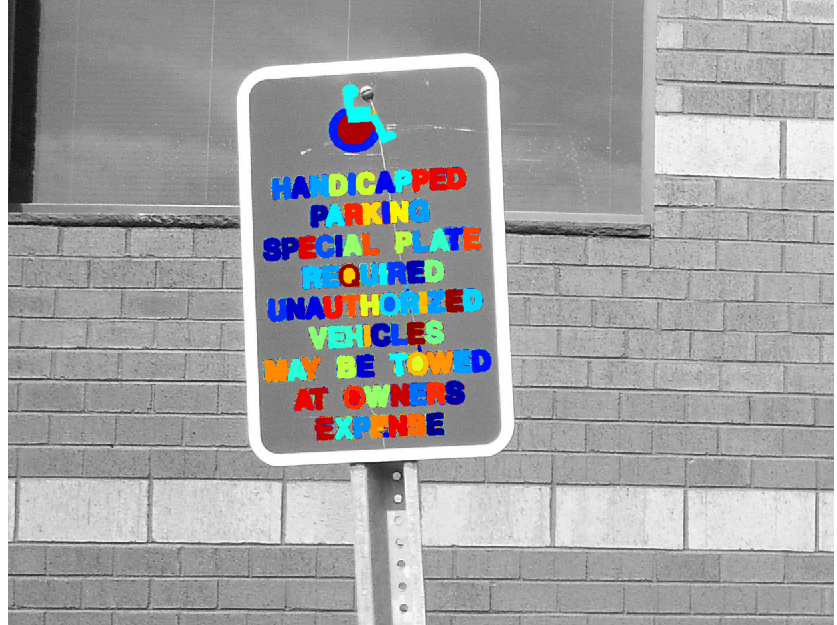 HANDICAPPED
PARKING
SPECIAL PLATE
REQUIRED
UNAUTHORIZED
VEHICLES
MAY BE TOWED
AT OWNERS
EXPENSE